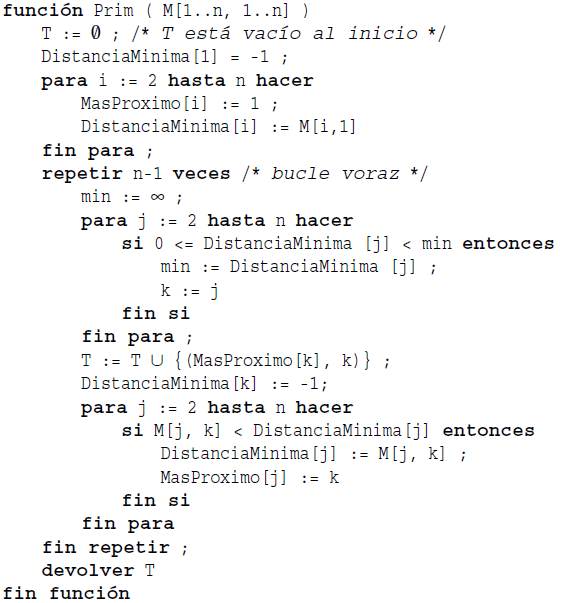 función Prim ( M[1..n, 1..n] )
T := ∅ ; /* T está vacío al inicio */
DistanciaMinima[1] = -1 ;
para i := 2 hasta n hacer
MasProximo[i] := 1 ;
DistanciaMinima[i] := M[i,1]
fin para ;
repetir n-1 veces /* bucle voraz */
min := ∞ ;
para j := 2 hasta n hacer
si 0 <= DistanciaMinima [j] < min entonces
min := DistanciaMinima [j] ;
k := j
fin si
fin para ;
T := T ∪ {(MasProximo[k], k)} ;
DistanciaMinima[k] := -1;
para j := 2 hasta n hacer
si M[j, k] < DistanciaMinima[j] entonces
DistanciaMinima[j] := M[j, k] ;
MasProximo[j] := k
fin si
fin para
fin repetir ;
devolver T
fin función